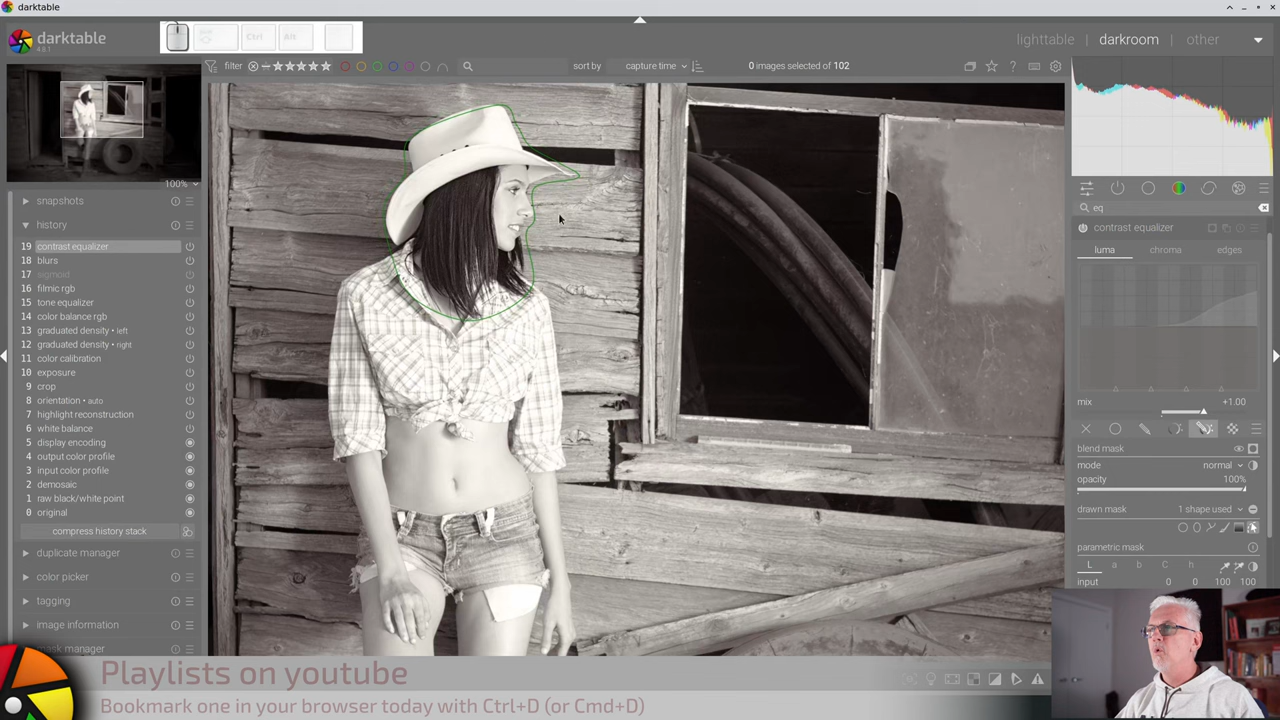 darktable
darktable
4.8.1
Ctrl
Alt
lighttable | darkroom | other
filter
sort by
capture time
0 images selected of 102
100%
snapshots
history
19 contrast equalizer
18 blurs
17 sigmoid
16 filmic rgb
15 tone equalizer
14 color balance rgb
13 graduated density • left
12 graduated density • right
11 color calibration
10 exposure
9 crop
8 orientation • auto
7 highlight reconstruction
6 white balance
5 display encoding
4 output color profile
3 input color profile
2 demosaic
1 raw black/white point
0 original
compress history stack
duplicate manager
color picker
tagging
image information
mask manager
eq
contrast equalizer
luma chroma edges
mix +1.00
blend mask
mode normal
opacity 100%
drawn mask 1 shape used
parametric mask
L a b C h
input 0 0 100 100
Playlists on youtube
Bookmark one in your browser today with Ctrl+D (or Cmd+D)